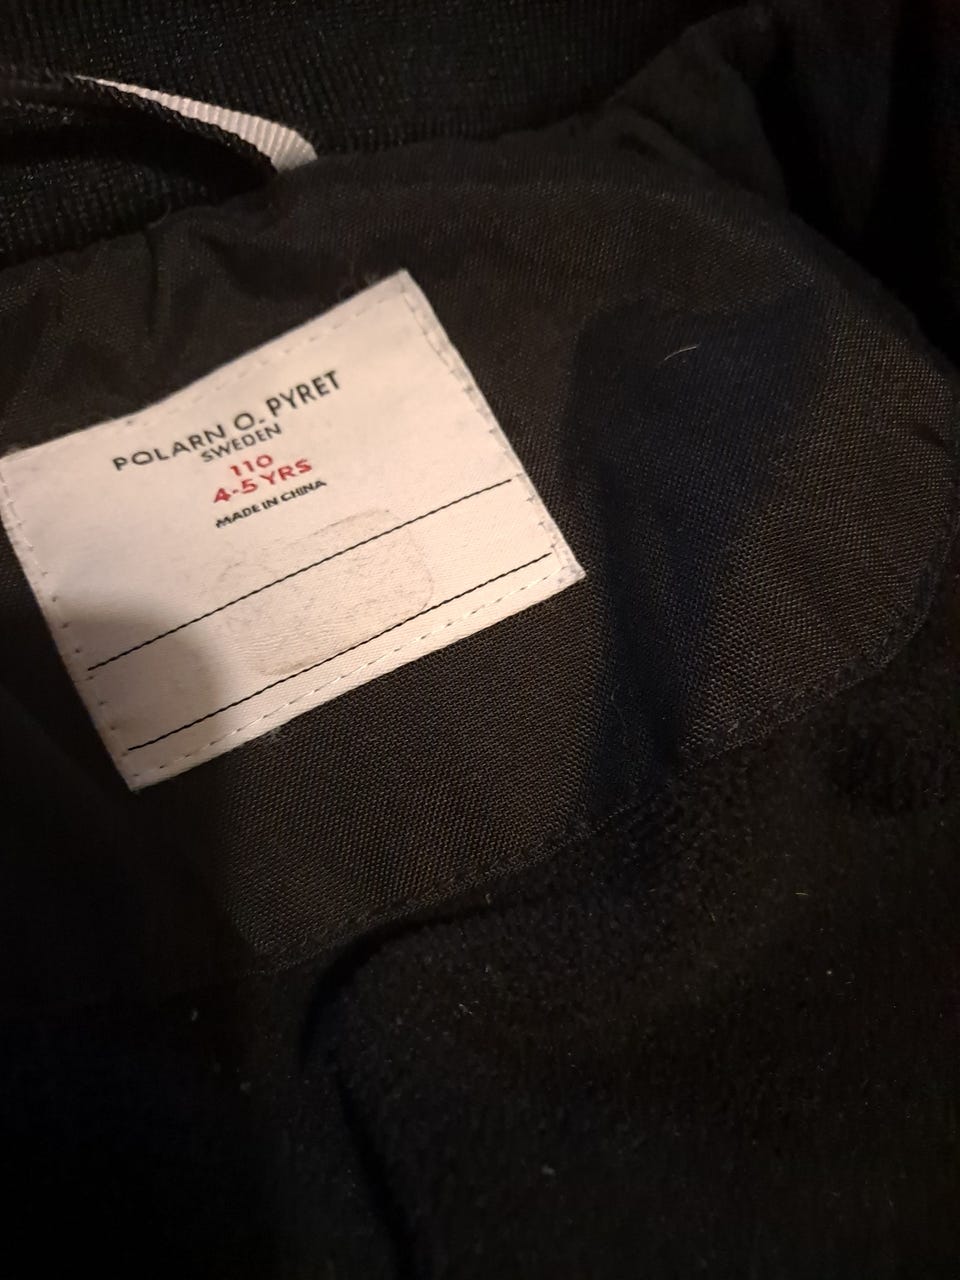 POLARN O. PYRET
SWEDEN
110
4-5 YRS
MADE IN CHINA